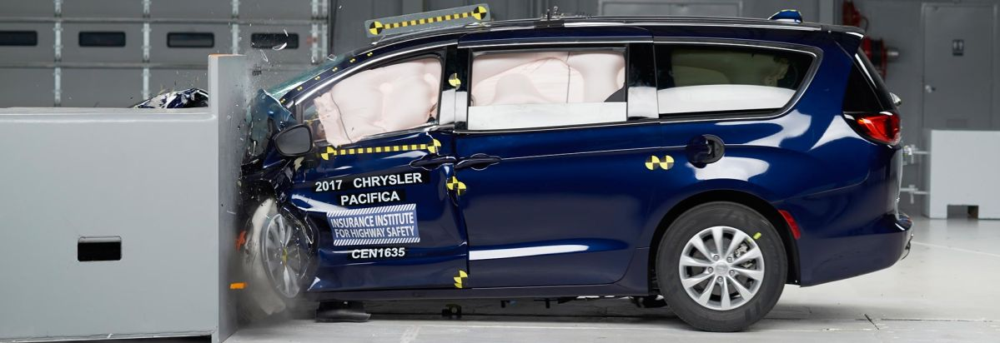 2017 CHRYSLER
PACIFICA
INSURANCE INSTITUTE
FOR HIGHWAY SAFETY
CEN1635